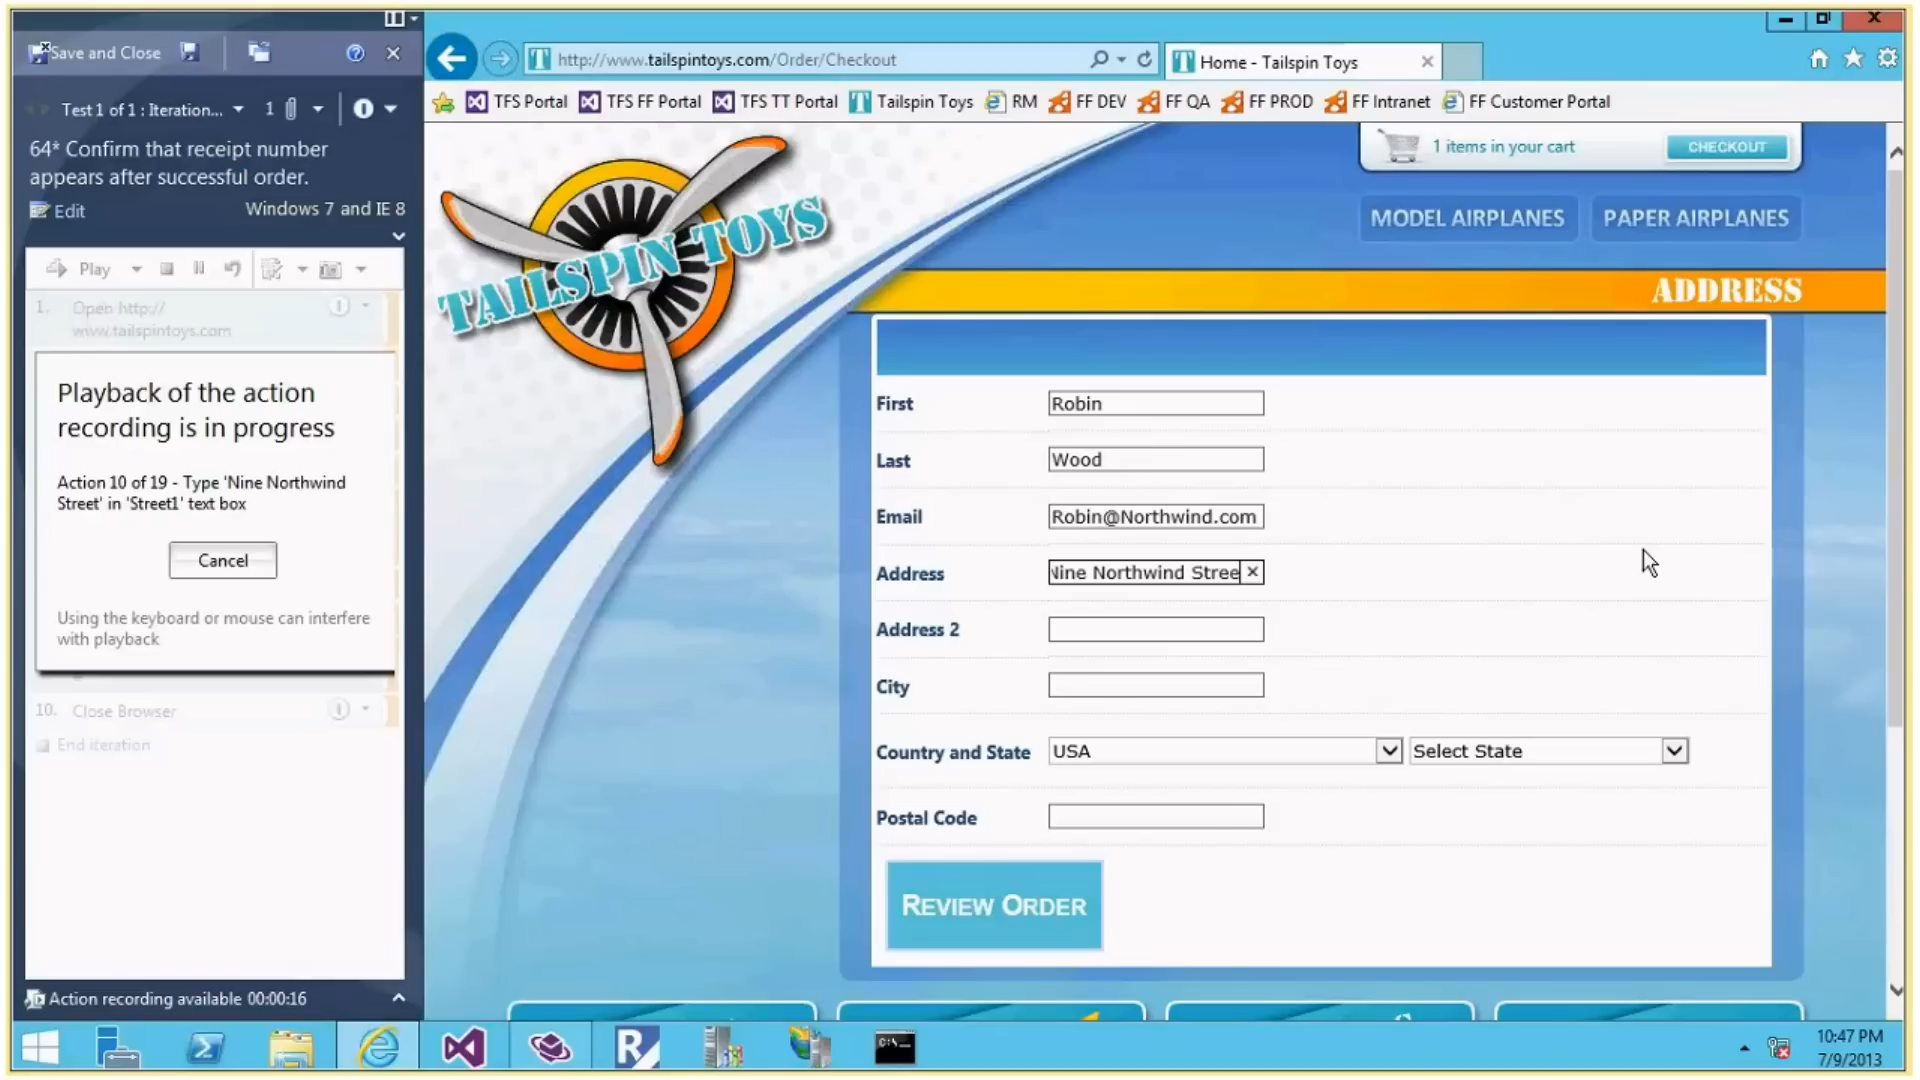 Save and Close
Test 1 of 1 : Iteration...
1
64* Confirm that receipt number
appears after successful order.
Edit
Windows 7 and IE 8
Play
1. Open http://
www.tailspintoys.com
Playback of the action
recording is in progress
Action 10 of 19 - Type 'Nine Northwind
Street' in 'Street1' text box
Cancel
Using the keyboard or mouse can interfere
with playback
10. Close Browser
End iteration
Action recording available 00:00:16
http://www.tailspintoys.com/Order/Checkout
Home - Tailspin Toys
TFS Portal
TFS FF Portal
TFS TT Portal
Tailspin Toys
RM
FF DEV
FF QA
FF PROD
FF Intranet
FF Customer Portal
TAILSPIN TOYS
1 items in your cart
CHECKOUT
MODEL AIRPLANES
PAPER AIRPLANES
ADDRESS
First Robin
Last Wood
Email Robin@Northwind.com
Address Nine Northwind Stree
Address 2
City
Country and State USA Select State
Postal Code
REVIEW ORDER
10:47 PM
7/9/2013